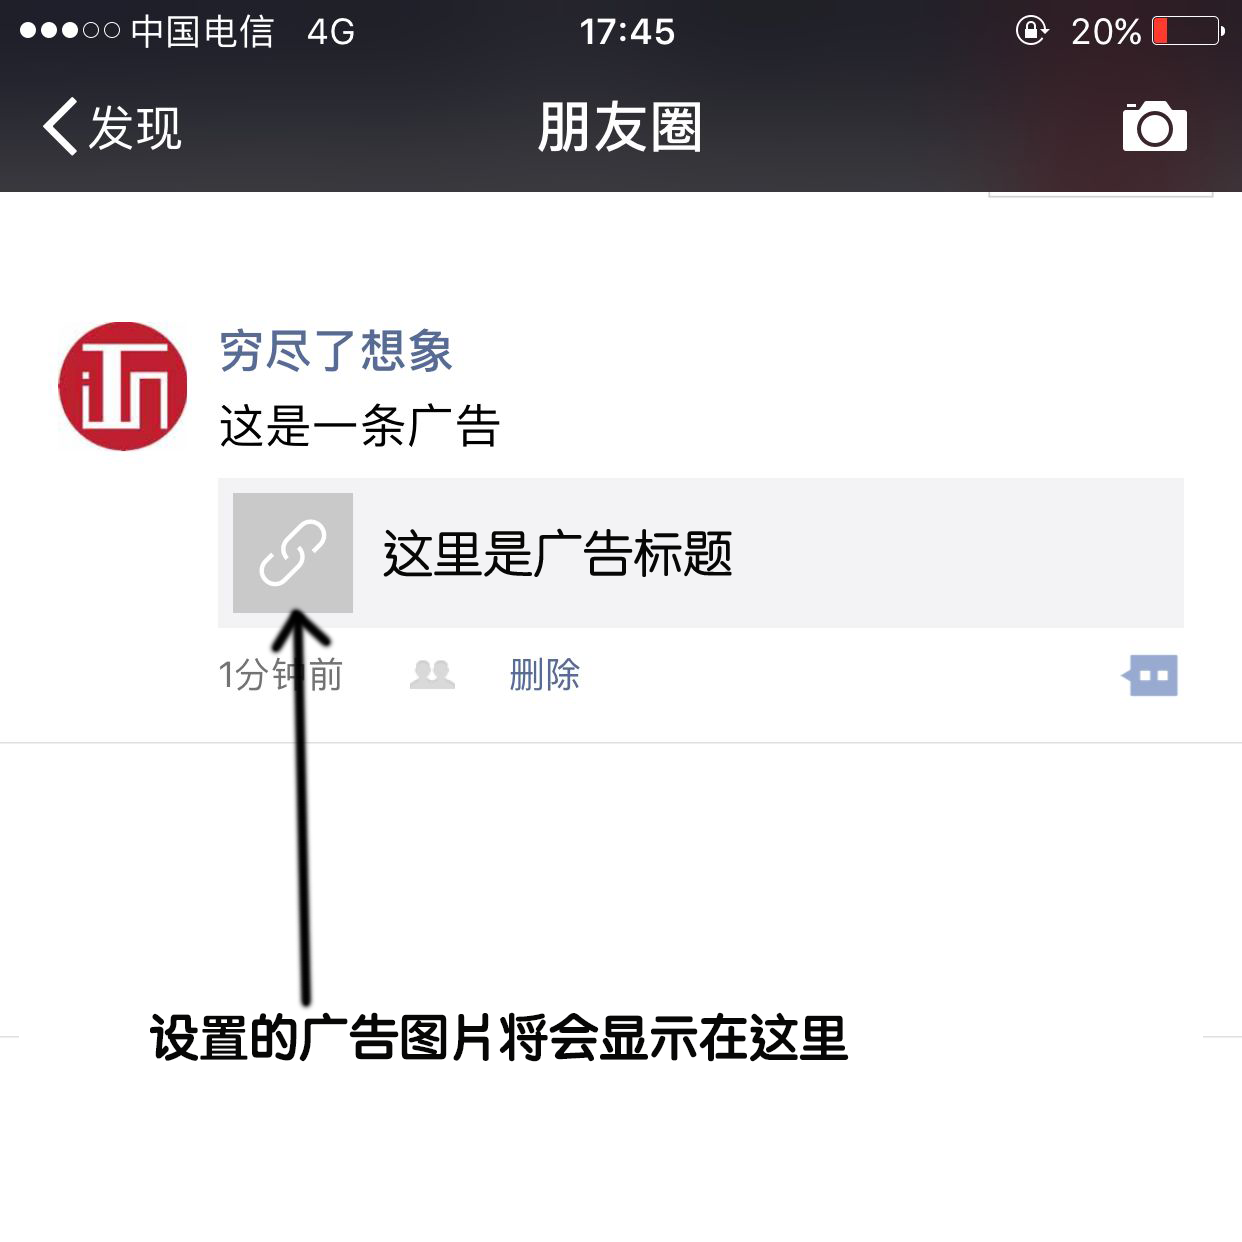 中国电信 4G 17:45 20%
发现 朋友圈
穷尽了想象
这是一条广告
这里是广告标题
1分钟前 删除
设置的广告图片将会显示在这里